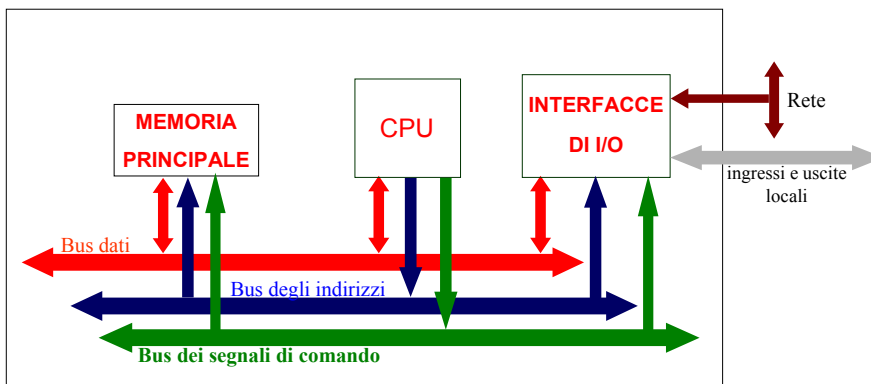 MEMORIA
PRINCIPALE
CPU
INTERFACCE
DI I/O
Rete
ingressi e uscite
locali
Bus dati
Bus degli indirizzi
Bus dei segnali di comando